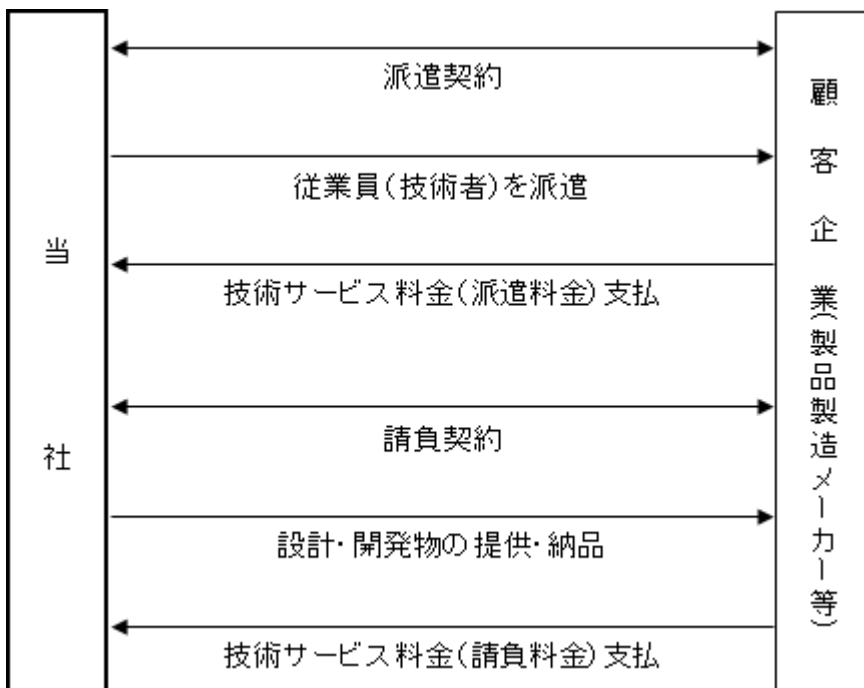 当社
派遣契約
従業員(技術者)を派遣
技術サービス料金(派遣料金)支払
請負契約
設計・開発物の提供・納品
技術サービス料金(請負料金)支払
顧客企業(製品製造メーカー等)